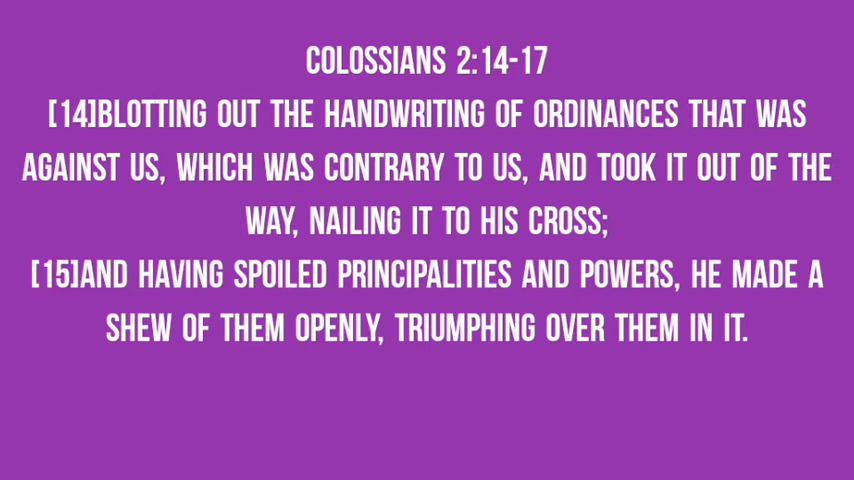 COLOSSIANS 2:14-17
[14]BLOTTING OUT THE HANDWRITING OF ORDINANCES THAT WAS
AGAINST US, WHICH WAS CONTRARY TO US, AND TOOK IT OUT OF THE
WAY, NAILING IT TO HIS CROSS;
[15]AND HAVING SPOILED PRINCIPALITIES AND POWERS, HE MADE A
SHEW OF THEM OPENLY, TRIUMPHING OVER THEM IN IT.